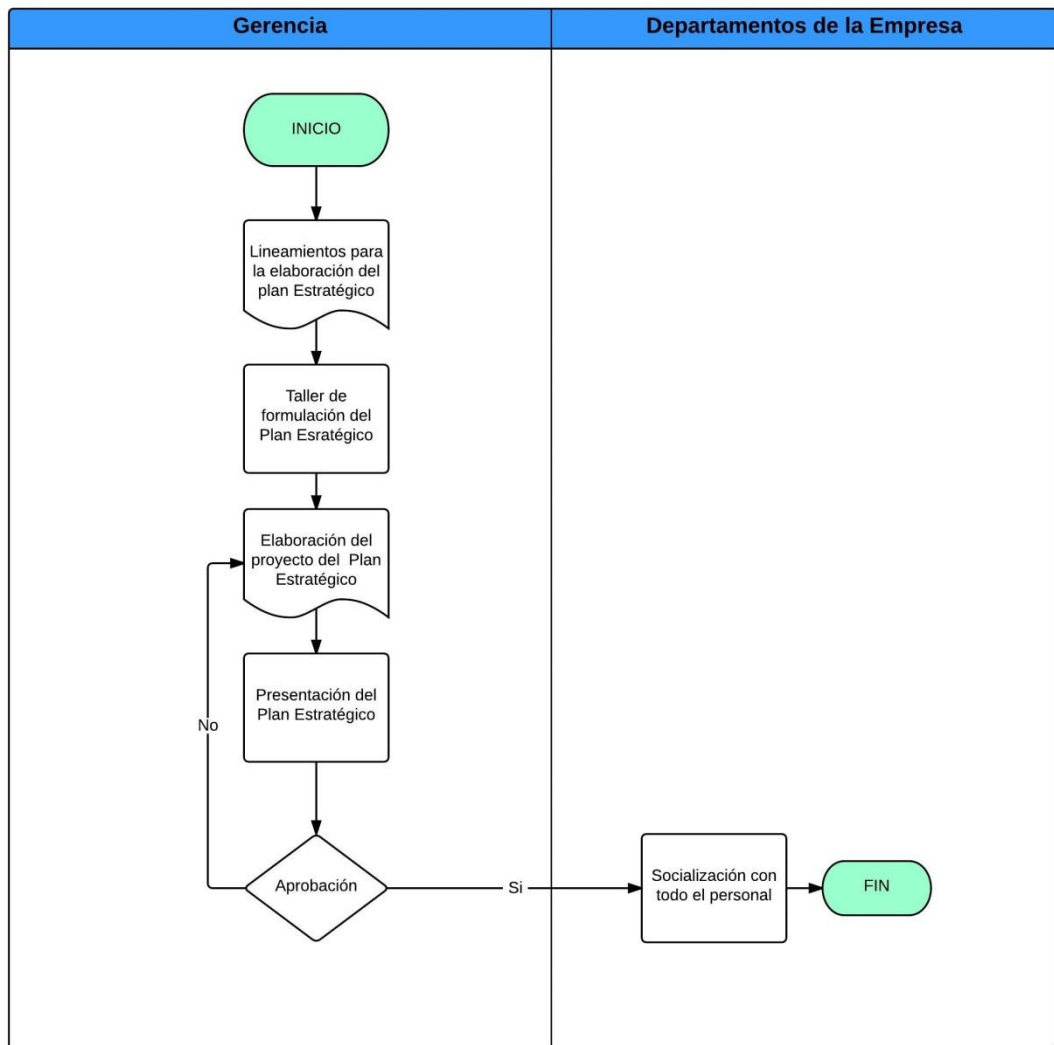 Gerencia
Departamentos de la Empresa
INICIO
Lineamientos para
la elaboración del
plan Estratégico
Taller de
formulación del
Plan Esratégico
Elaboración del
proyecto del Plan
Estratégico
Presentación del
Plan Estratégico
No
Aprobación
Si
Socialización con
todo el personal
FIN